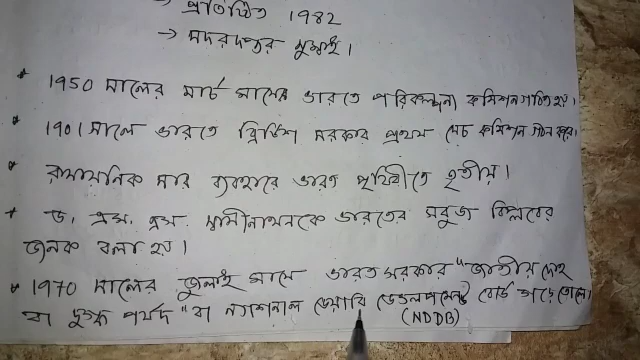 → প্রতিষ্ঠিত 1982
→ সদরদপ্তর মুম্বাই।
* 1950 সালের মার্চ মাসে ভারতে পরিকল্পনা কমিশন গঠিত হয়।
* 1901 সালে ভারতে ব্রিটিশ সরকার প্রথম সেচ কমিশন গঠন করে।
* রাসায়নিক সার ব্যবহারে ভারত পৃথিবীতে তৃতীয়।
* ড. এস. এস. স্বামীনাথনকে ভারতের সবুজ বিপ্লবের
জনক বলা হয়।
* 1970 সালের জুলাই মাসে ভারত সরকার "জাতীয় দোহ
বা দুগ্ধ পর্ষদ" বা ন্যাশনাল ডেয়ারি ডেভলপমেন্ট বোর্ড গড়ে তোলে।
(NDDB)